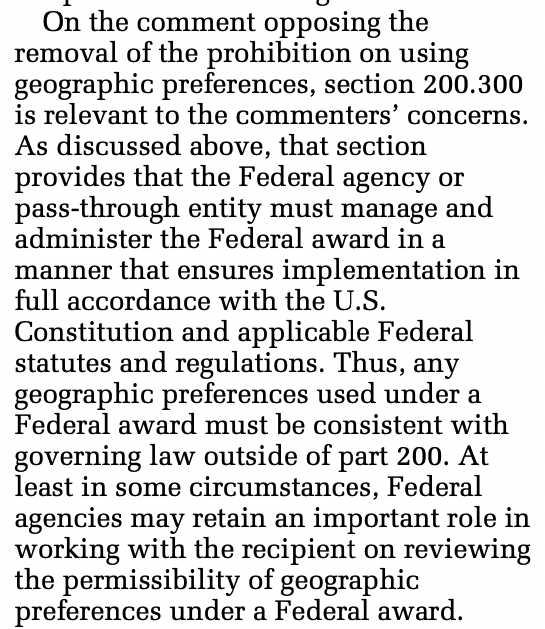 On the comment opposing the
removal of the prohibition on using
geographic preferences, section 200.300
is relevant to the commenters’ concerns.
As discussed above, that section
provides that the Federal agency or
pass-through entity must manage and
administer the Federal award in a
manner that ensures implementation in
full accordance with the U.S.
Constitution and applicable Federal
statutes and regulations. Thus, any
geographic preferences used under a
Federal award must be consistent with
governing law outside of part 200. At
least in some circumstances, Federal
agencies may retain an important role in
working with the recipient on reviewing
the permissibility of geographic
preferences under a Federal award.